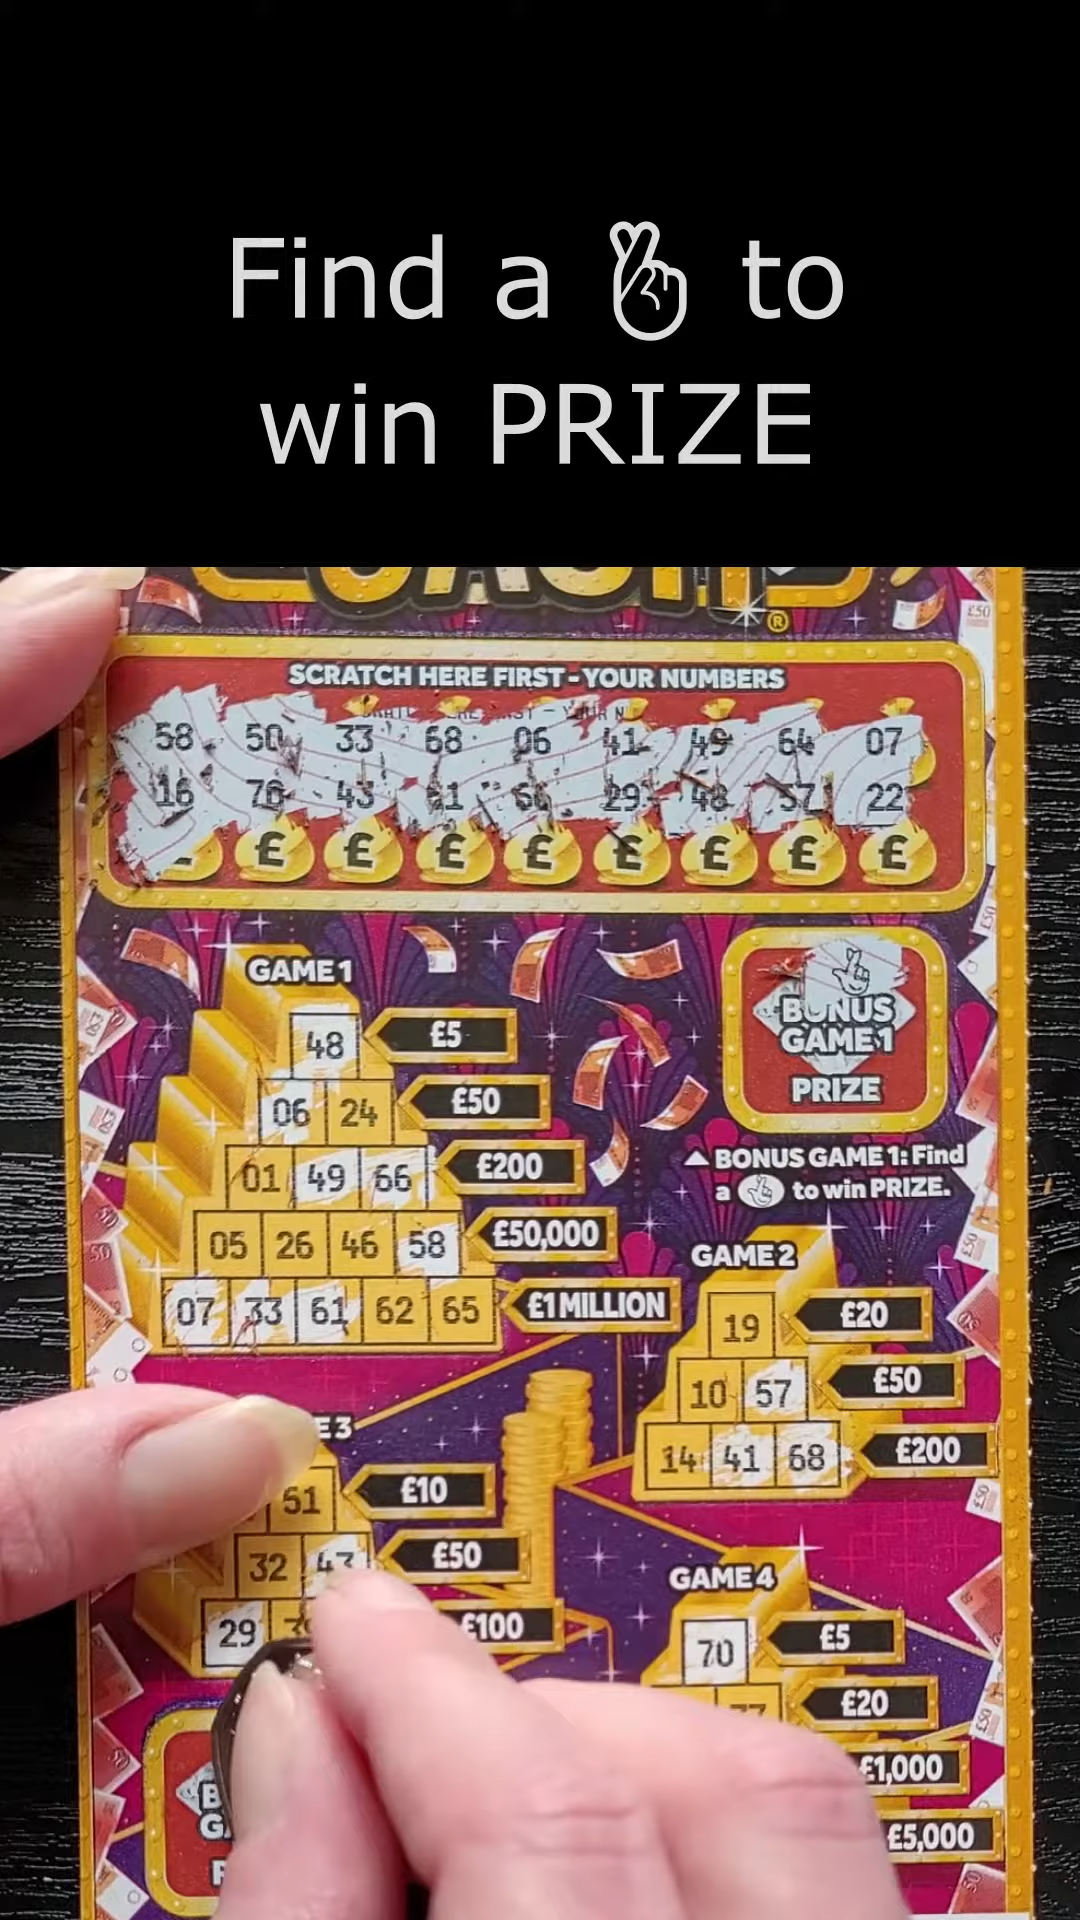 Find a 🤞 to
win PRIZE
CASH
®
SCRATCH HERE FIRST - YOUR NUMBERS
58 50 33 68 06 41 49 64 07
16 70 43 61 66 29 48 57 22
£ £ £ £ £ £ £ £
GAME 1
48 £5
06 24 £50
01 49 66 £200
05 26 46 58 £50,000
07 33 61 62 65 £1 MILLION
BONUS
GAME 1
PRIZE
BONUS GAME 1: Find
a to win PRIZE.
GAME 2
19 £20
10 57 £50
14 41 68 £200
E 3
51 £10
32 43 £50
29 £100
GAME 4
70 £5
£20
£1,000
£5,000